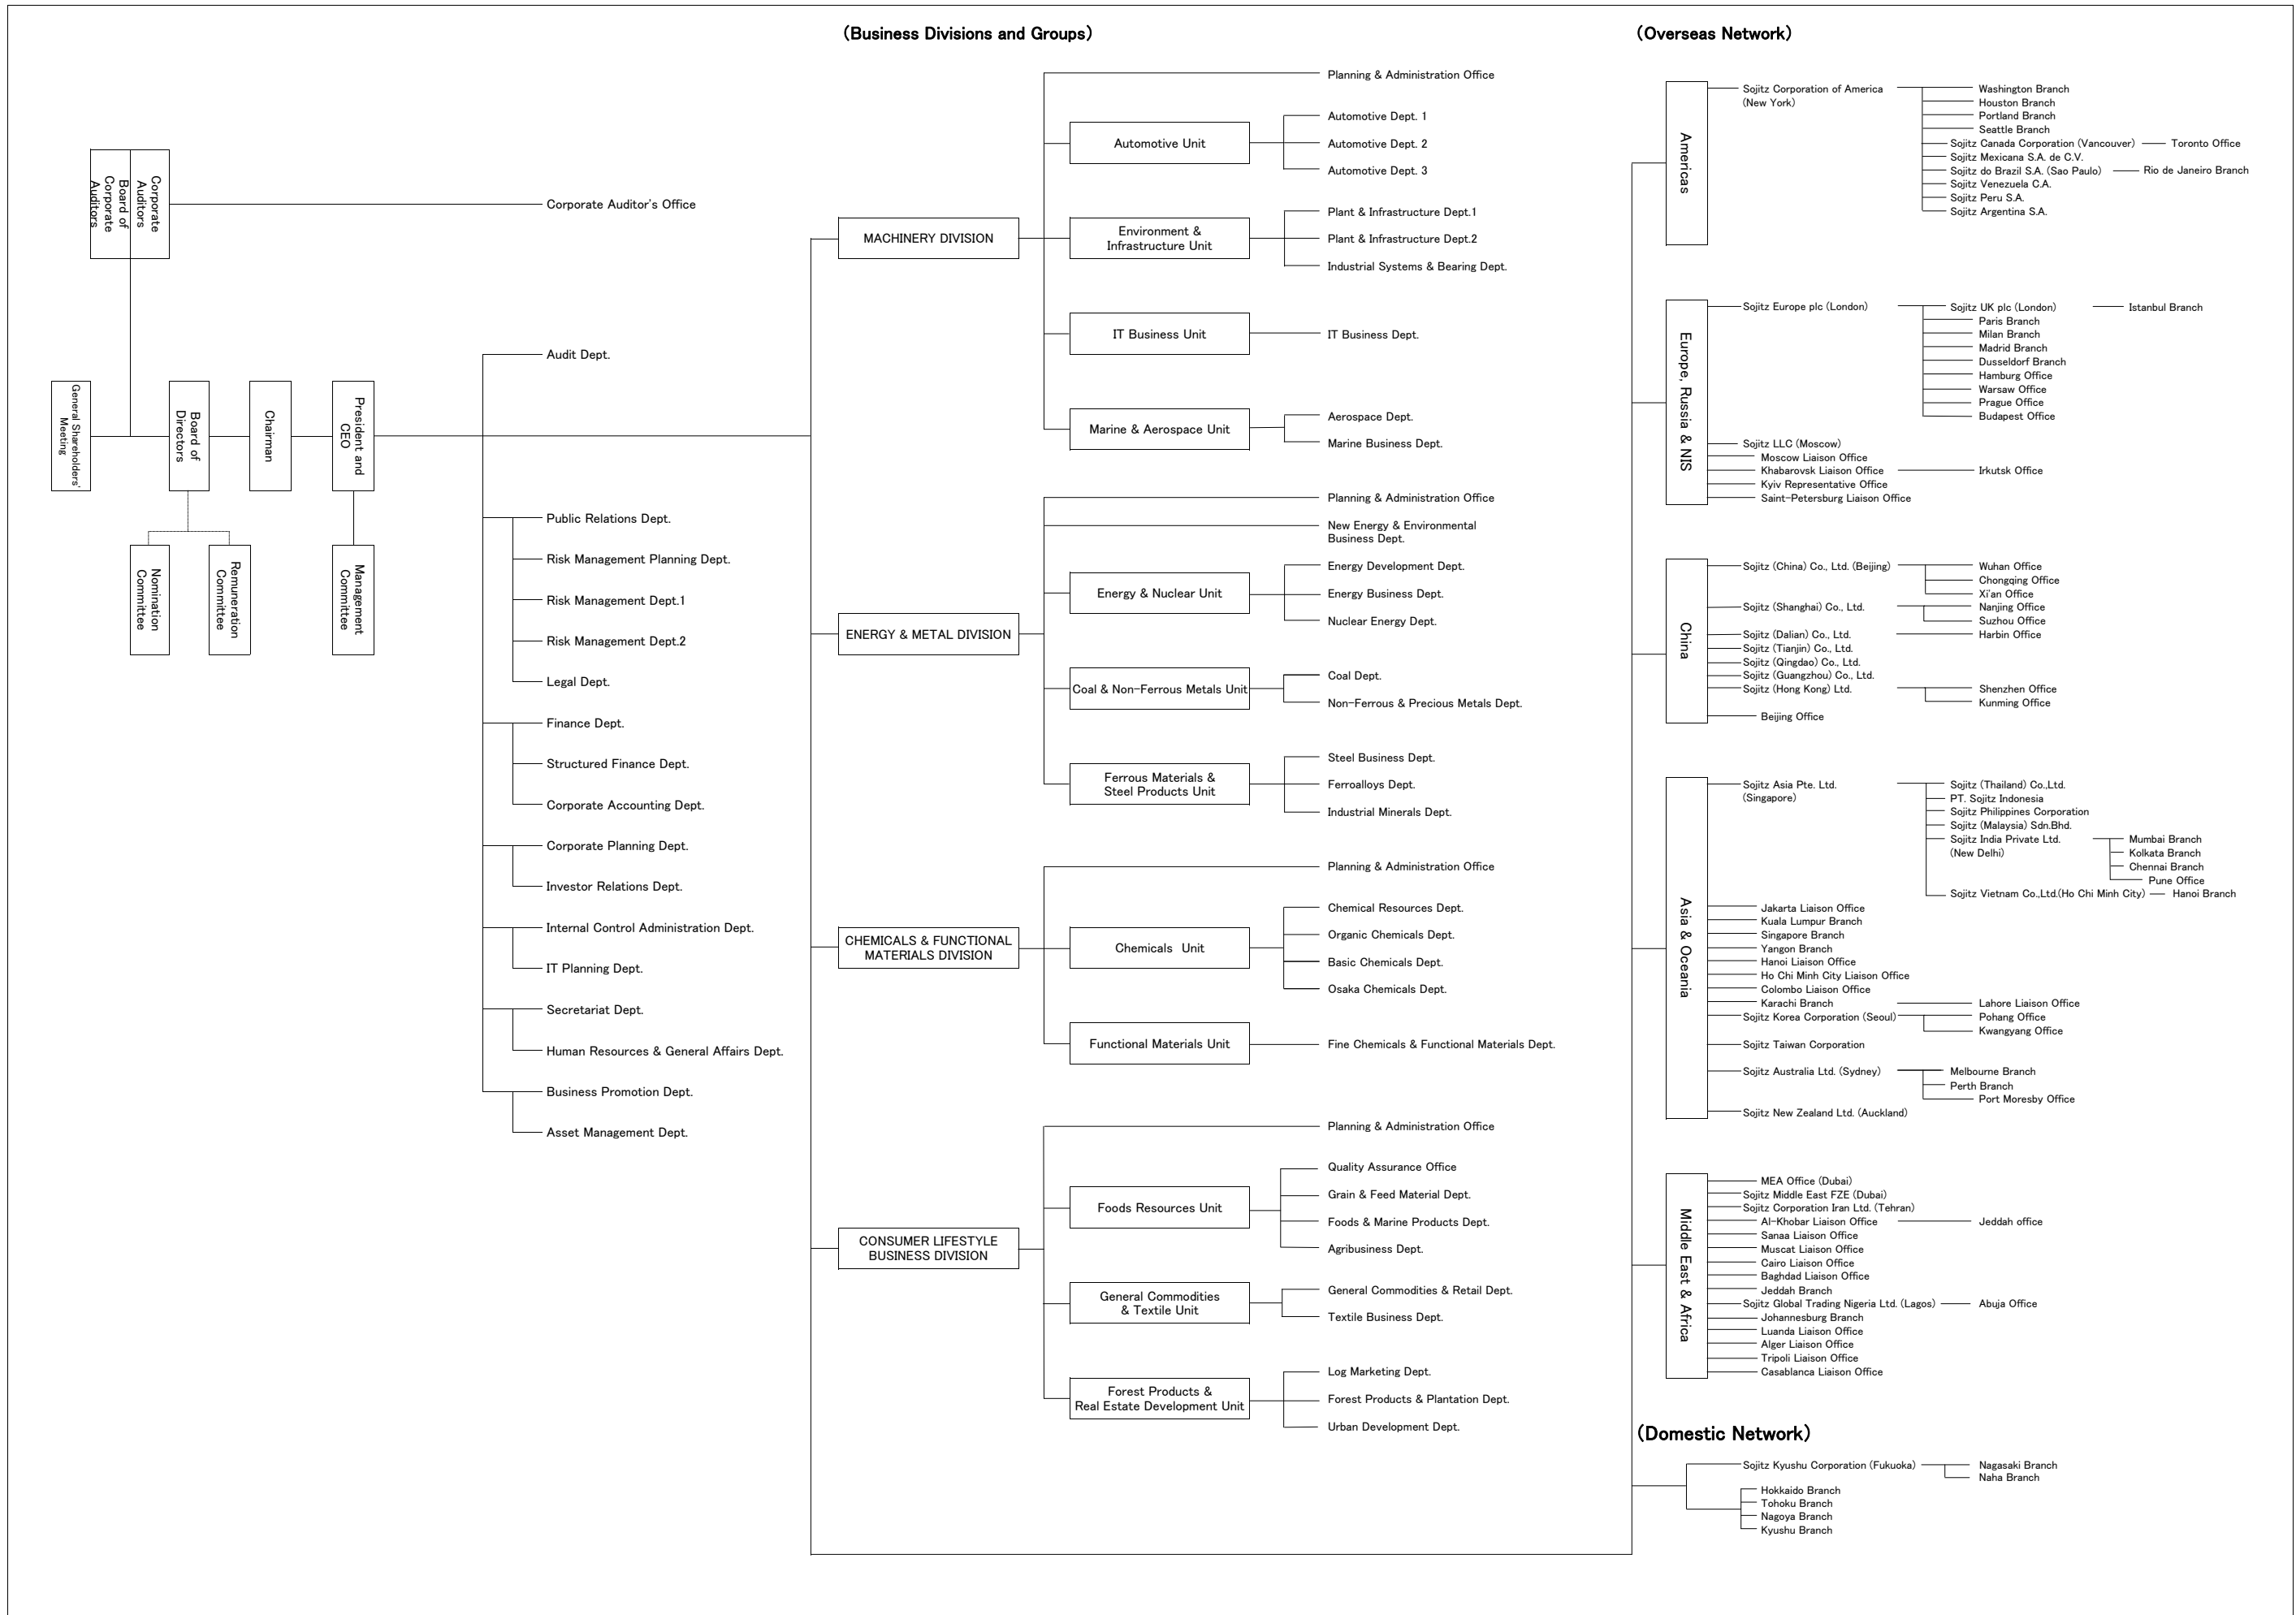 (Business Divisions and Groups)
(Overseas Network)
Corporate
Auditors
Board of
Corporate
Auditors
Corporate Auditor's Office
General Shareholders'
Meeting
Board of
Directors
Chairman
President and
CEO
Nomination
Committee
Remuneration
Committee
Management
Committee
Audit Dept.
Public Relations Dept.
Risk Management Planning Dept.
Risk Management Dept.1
Risk Management Dept.2
Legal Dept.
Finance Dept.
Structured Finance Dept.
Corporate Accounting Dept.
Corporate Planning Dept.
Investor Relations Dept.
Internal Control Administration Dept.
IT Planning Dept.
Secretariat Dept.
Human Resources & General Affairs Dept.
Business Promotion Dept.
Asset Management Dept.
MACHINERY DIVISION
Planning & Administration Office
Automotive Unit
Automotive Dept. 1
Automotive Dept. 2
Automotive Dept. 3
Environment &
Infrastructure Unit
Plant & Infrastructure Dept.1
Plant & Infrastructure Dept.2
Industrial Systems & Bearing Dept.
IT Business Unit
IT Business Dept.
Marine & Aerospace Unit
Aerospace Dept.
Marine Business Dept.
ENERGY & METAL DIVISION
Planning & Administration Office
New Energy & Environmental
Business Dept.
Energy & Nuclear Unit
Energy Development Dept.
Energy Business Dept.
Nuclear Energy Dept.
Coal & Non-Ferrous Metals Unit
Coal Dept.
Non-Ferrous & Precious Metals Dept.
Ferrous Materials &
Steel Products Unit
Steel Business Dept.
Ferroalloys Dept.
Industrial Minerals Dept.
CHEMICALS & FUNCTIONAL
MATERIALS DIVISION
Planning & Administration Office
Chemicals Unit
Chemical Resources Dept.
Organic Chemicals Dept.
Basic Chemicals Dept.
Osaka Chemicals Dept.
Functional Materials Unit
Fine Chemicals & Functional Materials Dept.
CONSUMER LIFESTYLE
BUSINESS DIVISION
Planning & Administration Office
Foods Resources Unit
Quality Assurance Office
Grain & Feed Material Dept.
Foods & Marine Products Dept.
Agribusiness Dept.
General Commodities
& Textile Unit
General Commodities & Retail Dept.
Textile Business Dept.
Forest Products &
Real Estate Development Unit
Log Marketing Dept.
Forest Products & Plantation Dept.
Urban Development Dept.
Americas
Sojitz Corporation of America
(New York)
Washington Branch
Houston Branch
Portland Branch
Seattle Branch
Sojitz Canada Corporation (Vancouver)
Toronto Office
Sojitz Mexicana S.A. de C.V.
Sojitz do Brazil S.A. (Sao Paulo)
Rio de Janeiro Branch
Sojitz Venezuela C.A.
Sojitz Peru S.A.
Sojitz Argentina S.A.
Europe, Russia & NIS
Sojitz Europe plc (London)
Sojitz UK plc (London)
Istanbul Branch
Paris Branch
Milan Branch
Madrid Branch
Dusseldorf Branch
Hamburg Office
Warsaw Office
Prague Office
Budapest Office
Sojitz LLC (Moscow)
Moscow Liaison Office
Khabarovsk Liaison Office
Irkutsk Office
Kyiv Representative Office
Saint-Petersburg Liaison Office
China
Sojitz (China) Co., Ltd. (Beijing)
Wuhan Office
Chongqing Office
Xi'an Office
Sojitz (Shanghai) Co., Ltd.
Nanjing Office
Suzhou Office
Sojitz (Dalian) Co., Ltd.
Harbin Office
Sojitz (Tianjin) Co., Ltd.
Sojitz (Qingdao) Co., Ltd.
Sojitz (Guangzhou) Co., Ltd.
Sojitz (Hong Kong) Ltd.
Shenzhen Office
Kunming Office
Beijing Office
Asia & Oceania
Sojitz Asia Pte. Ltd.
(Singapore)
Sojitz (Thailand) Co.,Ltd.
PT. Sojitz Indonesia
Sojitz Philippines Corporation
Sojitz (Malaysia) Sdn.Bhd.
Sojitz India Private Ltd.
(New Delhi)
Mumbai Branch
Kolkata Branch
Chennai Branch
Pune Office
Sojitz Vietnam Co.,Ltd.(Ho Chi Minh City)
Hanoi Branch
Jakarta Liaison Office
Kuala Lumpur Branch
Singapore Branch
Yangon Branch
Hanoi Liaison Office
Ho Chi Minh City Liaison Office
Colombo Liaison Office
Karachi Branch
Lahore Liaison Office
Sojitz Korea Corporation (Seoul)
Pohang Office
Kwangyang Office
Sojitz Taiwan Corporation
Sojitz Australia Ltd. (Sydney)
Melbourne Branch
Perth Branch
Port Moresby Office
Sojitz New Zealand Ltd. (Auckland)
Middle East & Africa
MEA Office (Dubai)
Sojitz Middle East FZE (Dubai)
Sojitz Corporation Iran Ltd. (Tehran)
Al-Khobar Liaison Office
Jeddah office
Sanaa Liaison Office
Muscat Liaison Office
Cairo Liaison Office
Baghdad Liaison Office
Jeddah Branch
Sojitz Global Trading Nigeria Ltd. (Lagos)
Abuja Office
Johannesburg Branch
Luanda Liaison Office
Alger Liaison Office
Tripoli Liaison Office
Casablanca Liaison Office
(Domestic Network)
Sojitz Kyushu Corporation (Fukuoka)
Nagasaki Branch
Naha Branch
Hokkaido Branch
Tohoku Branch
Nagoya Branch
Kyushu Branch